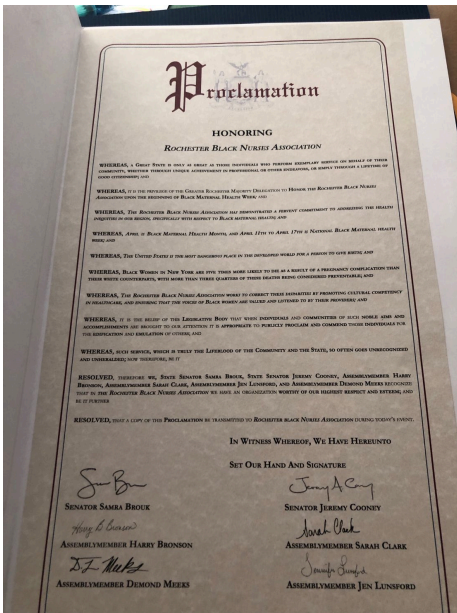 Proclamation
HONORING
ROCHESTER BLACK NURSES ASSOCIATION
WHEREAS, A GREAT STATE IS ONLY AS GREAT AS THOSE INDIVIDUALS WHO PERFORM EXEMPLARY SERVICE ON BEHALF OF THEIR
COMMUNITY, WHETHER THROUGH UNIQUE ACHIEVEMENT IN PROFESSIONAL OR OTHER ENDEAVORS, OR SIMPLY THROUGH A LIFETIME OF
GOOD CITIZENSHIP; AND
WHEREAS, IT IS THE PRIVILEGE OF THE GREATER ROCHESTER MAJORITY DELEGATION TO HONOR THE ROCHESTER BLACK NURSES
ASSOCIATION UPON THE BEGINNING OF BLACK MATERNAL HEALTH WEEK; AND
WHEREAS, THE ROCHESTER BLACK NURSES ASSOCIATION HAS DEMONSTRATED A FERVENT COMMITMENT TO ADDRESSING THE HEALTH
INEQUITIES IN OUR REGION, SPECIFICALLY WITH RESPECT TO BLACK MATERNAL HEALTH; AND
WHEREAS, APRIL IS BLACK MATERNAL HEALTH MONTH, AND APRIL 11TH TO APRIL 17TH IS NATIONAL BLACK MATERNAL HEALTH
WEEK; AND
WHEREAS, THE UNITED STATES IS THE MOST DANGEROUS PLACE IN THE DEVELOPED WORLD FOR A PERSON TO GIVE BIRTH; AND
WHEREAS, BLACK WOMEN IN NEW YORK ARE FIVE TIMES MORE LIKELY TO DIE AS A RESULT OF A PREGNANCY COMPLICATION THAN
THEIR WHITE COUNTERPARTS, WITH MORE THAN THREE QUARTERS OF THESE DEATHS BEING CONSIDERED PREVENTABLE; AND
WHEREAS, THE ROCHESTER BLACK NURSES ASSOCIATION WORKS TO CORRECT THESE DISPARITIES BY PROMOTING CULTURAL COMPETENCY
IN HEALTHCARE, AND ENSURING THAT THE VOICES OF BLACK WOMEN ARE VALUED AND LISTENED TO BY THEIR PROVIDERS; AND
WHEREAS, IT IS THE BELIEF OF THIS LEGISLATIVE BODY THAT WHEN INDIVIDUALS AND COMMUNITIES OF SUCH NOBLE AIMS AND
ACCOMPLISHMENTS ARE BROUGHT TO OUR ATTENTION IT IS APPROPRIATE TO PUBLICLY PROCLAIM AND COMMEND THESE INDIVIDUALS FOR
THE EDIFICATION AND EMULATION OF OTHERS; AND
WHEREAS, SUCH SERVICE, WHICH IS TRULY THE LIFEBLOOD OF THE COMMUNITY AND THE STATE, SO OFTEN GOES UNRECOGNIZED
AND UNHERALDED; NOW THEREFORE, BE IT
RESOLVED, THEREFORE WE, STATE SENATOR SAMRA BROUK, STATE SENATOR JEREMY COONEY, ASSEMBLYMEMBER HARRY
BRONSON, ASSEMBLYMEMBER SARAH CLARK, ASSEMBLYMEMBER JEN LUNSFORD, AND ASSEMBLYMEMBER DEMOND MEEKS RECOGNIZE
THAT IN THE ROCHESTER BLACK NURSES ASSOCIATION WE HAVE AN ORGANIZATION WORTHY OF OUR HIGHEST RESPECT AND ESTEEM; AND
BE IT FURTHER
RESOLVED, THAT A COPY OF THIS PROCLAMATION BE TRANSMITTED TO ROCHESTER BLACK NURSES ASSOCIATION DURING TODAY'S EVENT.
IN WITNESS WHEREOF, WE HAVE HEREUNTO
SET OUR HAND AND SIGNATURE
SENATOR SAMRA BROUK
SENATOR JEREMY COONEY
Harry B Bronson
Sarah Clark
ASSEMBLYMEMBER HARRY BRONSON
ASSEMBLYMEMBER SARAH CLARK
D. L Meeks
Jennifer Lunsford
ASSEMBLYMEMBER DEMOND MEEKS
ASSEMBLYMEMBER JEN LUNSFORD